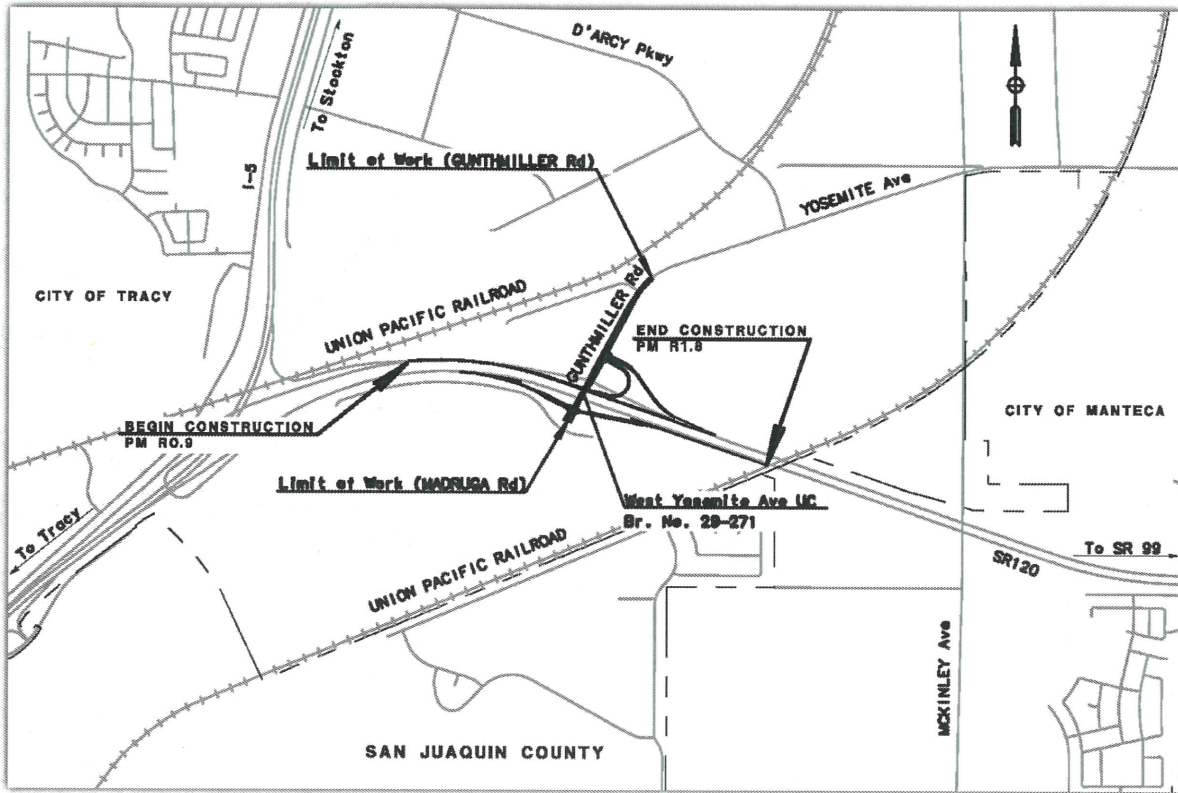 D'ARCY Pkwy
To Stockton
I-5
Limit of Work (GUNTHMILLER Rd)
YOSEMITE Ave
CITY OF TRACY
UNION PACIFIC RAILROAD
GUNTHMILLER Rd
END CONSTRUCTION
PM R1.8
CITY OF MANTECA
BEGIN CONSTRUCTION
PM R0.9
Limit of Work (MADRUGA Rd)
West Yosemite Ave UC
Br. No. 29-271
To Tracy
UNION PACIFIC RAILROAD
SR120
To SR 99
MCKINLEY Ave
SAN JUAQUIN COUNTY